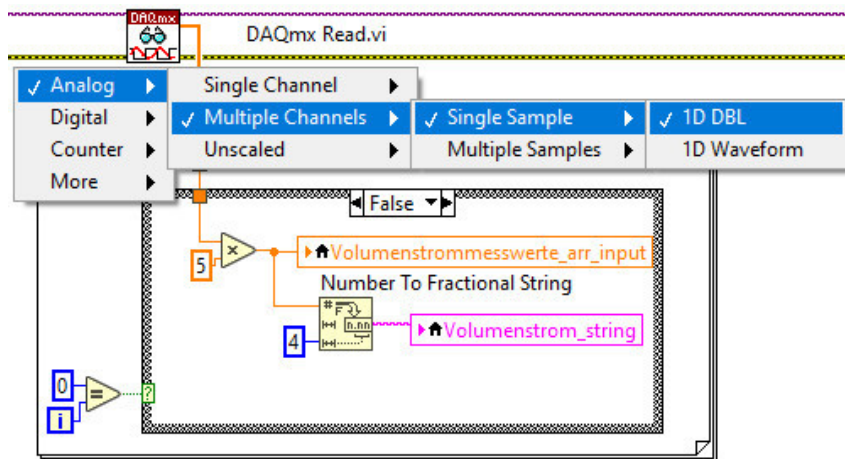 DAQmx
DAQmx Read.vi
✓ Analog
Single Channel
Digital
✓ Multiple Channels
✓ Single Sample
✓ 1D DBL
Counter
Unscaled
Multiple Samples
1D Waveform
More
False
×
Volumenstrommesswerte_arr_input
5
Number To Fractional String
#
F
n.nn
Volumenstrom_string
4
0
=
?
i